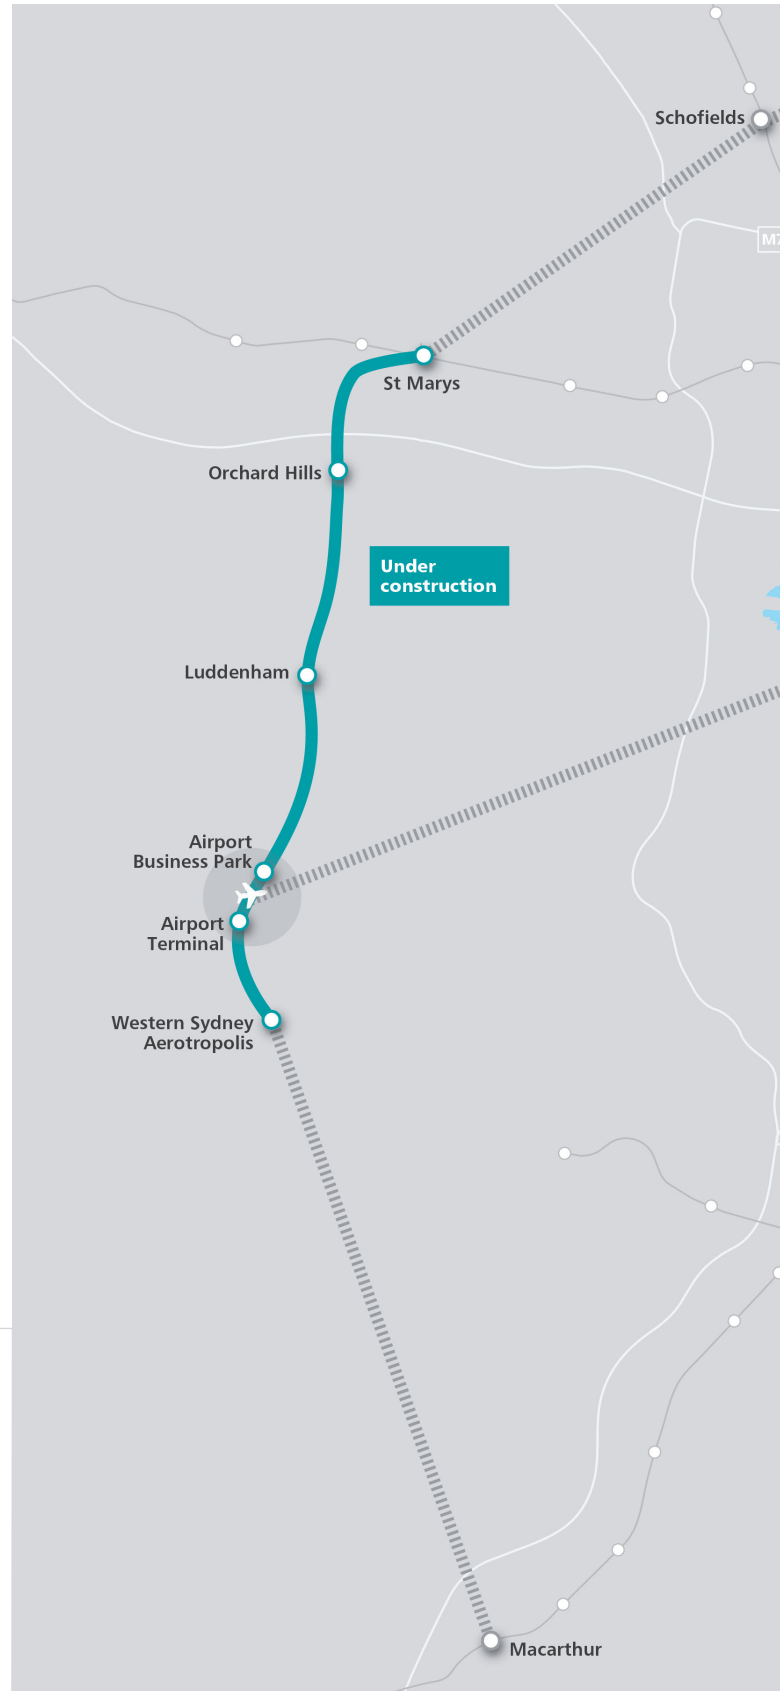 Schofields
M7
St Marys
Orchard Hills
Under
construction
Luddenham
Airport
Business Park
Airport
Terminal
Western Sydney
Aerotropolis
Macarthur